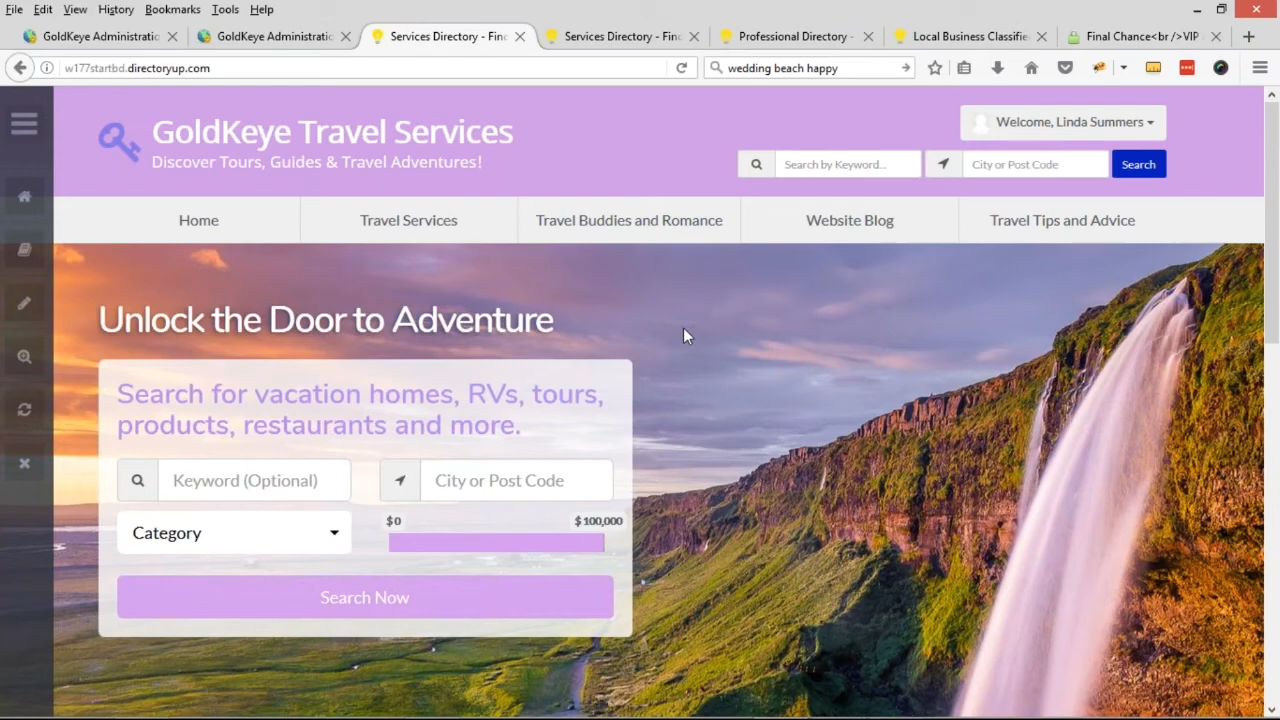 File Edit View History Bookmarks Tools Help
GoldKeye Administratic
GoldKeye Administratic
Services Directory - Finc
Services Directory - Finc
Professional Directory -
Local Business Classifie
Final Chance<br />VIP
w177startbd.directoryup.com
wedding beach happy
GoldKeye Travel Services
Discover Tours, Guides & Travel Adventures!
Welcome, Linda Summers
Search by Keyword...
City or Post Code
Search
Home
Travel Services
Travel Buddies and Romance
Website Blog
Travel Tips and Advice
Unlock the Door to Adventure
Search for vacation homes, RVs, tours,
products, restaurants and more.
Keyword (Optional)
City or Post Code
Category
$0
$100,000
Search Now